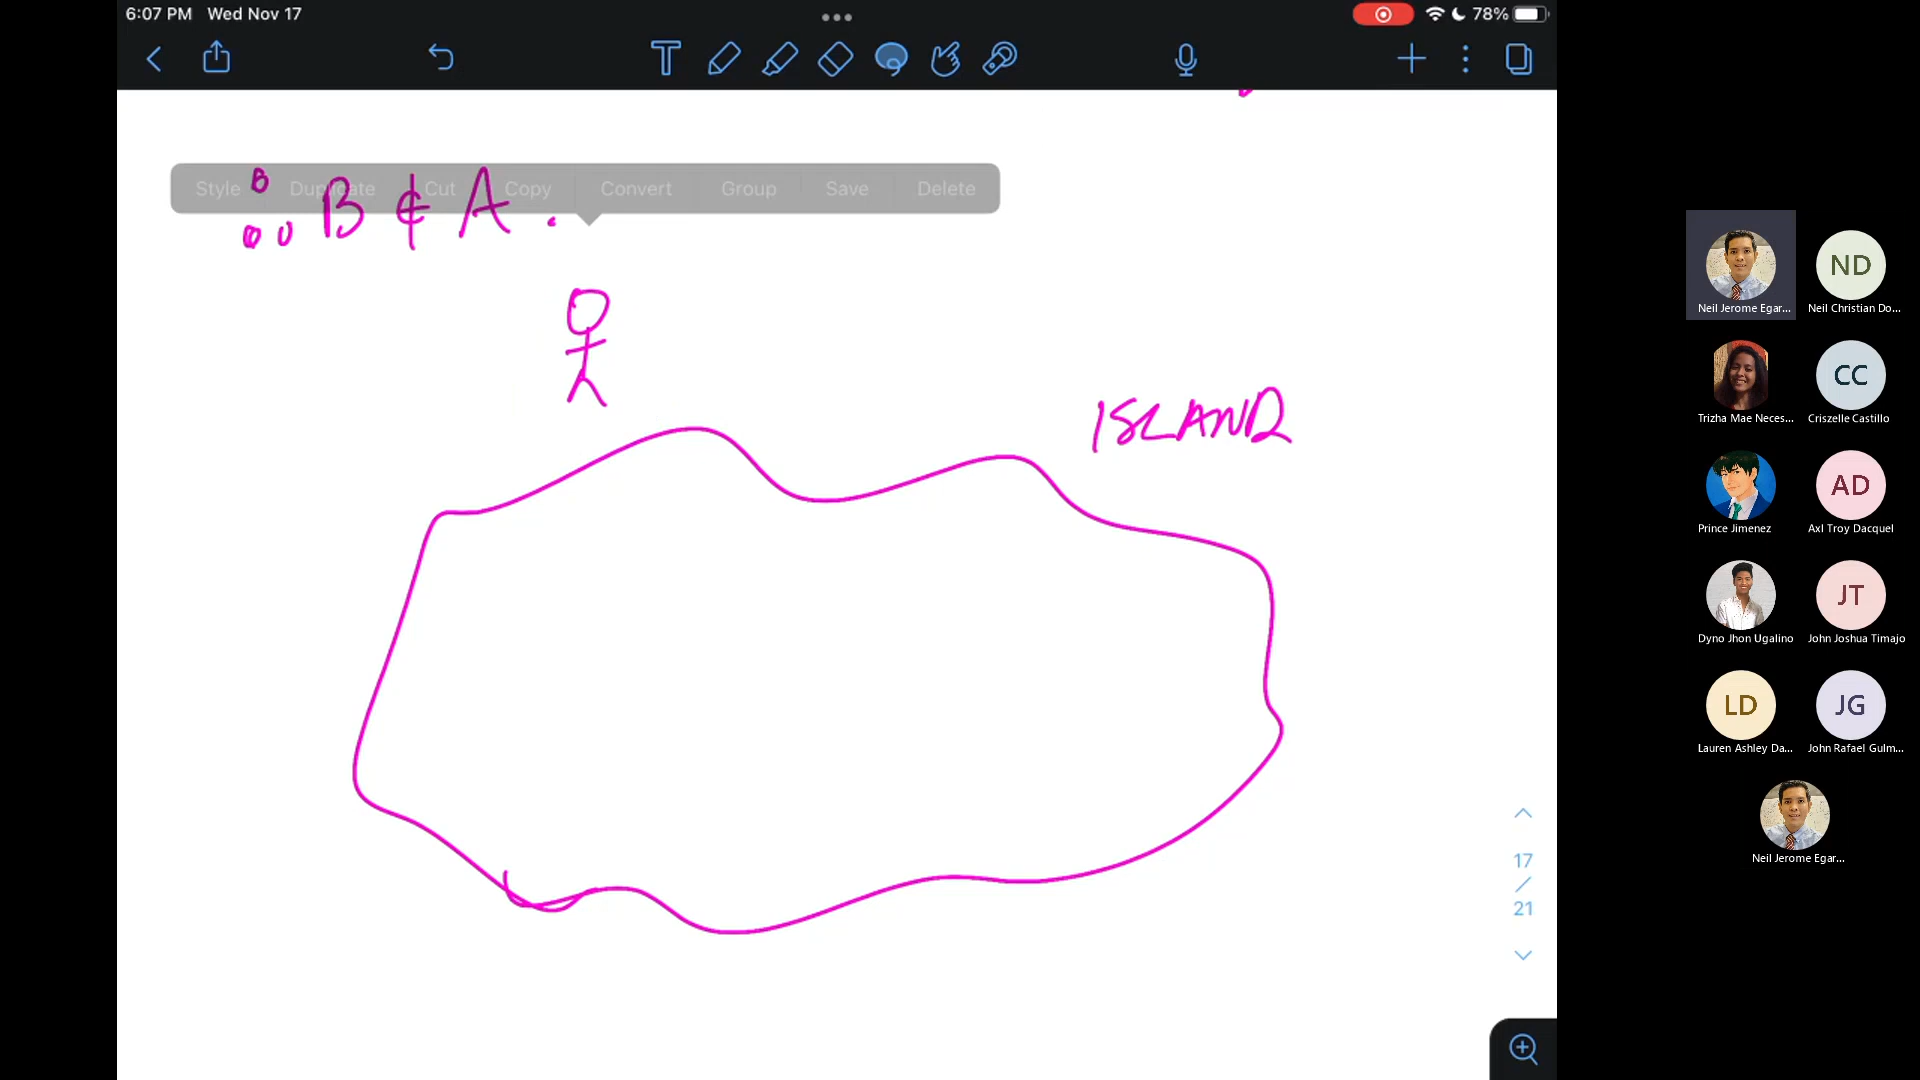 6:07 PM Wed Nov 17
78%
T
Style Duplicate Cut Copy Convert Group Save Delete
B
B & A .
ISLAND
17
/
21
Neil Jerome Egar...
ND
Neil Christian Do...
Trizha Mae Neces...
CC
Criszelle Castillo
Prince Jimenez
AD
Axl Troy Dacquel
Dyno Jhon Ugalino
JT
John Joshua Timajo
LD
Lauren Ashley Da...
JG
John Rafael Gulm...
Neil Jerome Egar...